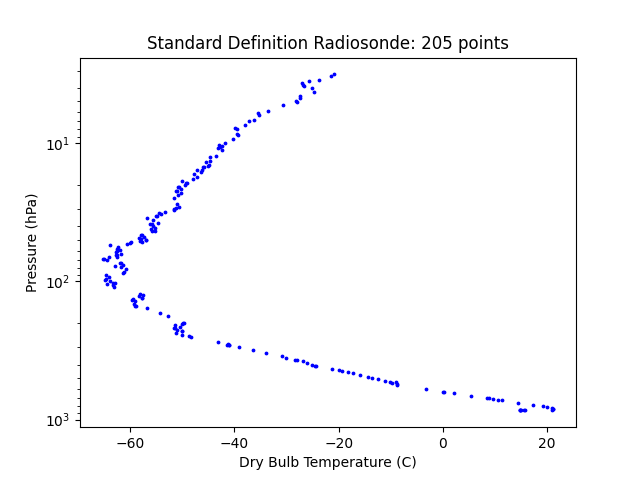 Standard Definition Radiosonde: 205 points
Pressure (hPa)
10¹
10²
10³
−60 −40 −20 0 20
Dry Bulb Temperature (C)